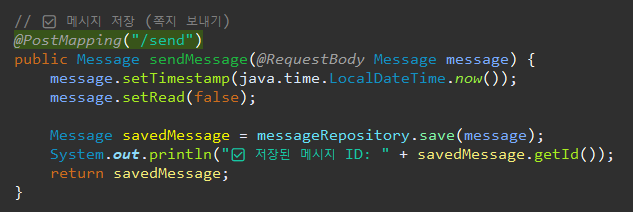 // ✅ 메시지 저장 (쪽지 보내기)
@PostMapping("/send")
public Message sendMessage(@RequestBody Message message) {
    message.setTimestamp(java.time.LocalDateTime.now());
    message.setRead(false);

    Message savedMessage = messageRepository.save(message);
    System.out.println("✅ 저장된 메시지 ID: " + savedMessage.getId());
    return savedMessage;
}